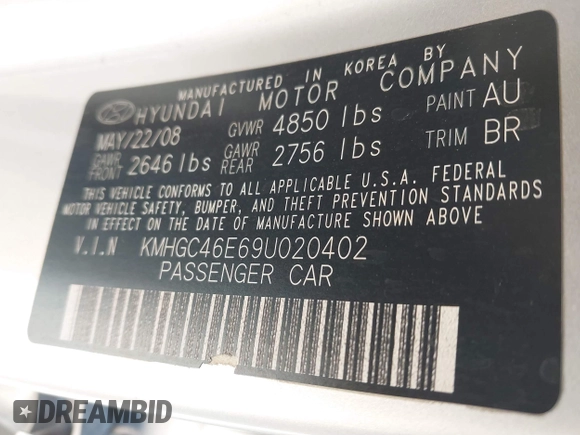 MANUFACTURED IN KOREA BY
HYUNDAI MOTOR COMPANY
MAY/22/08 GVWR 4850 lbs PAINT AU
GAWR FRONT 2646 lbs GAWR REAR 2756 lbs TRIM BR
THIS VEHICLE CONFORMS TO ALL APPLICABLE U.S.A. FEDERAL
MOTOR VEHICLE SAFETY, BUMPER, AND THEFT PREVENTION STANDARDS
IN EFFECT ON THE DATE OF MANUFACTURE SHOWN ABOVE
V.I.N KMHGC46E69U020402
PASSENGER CAR
DREAMBID